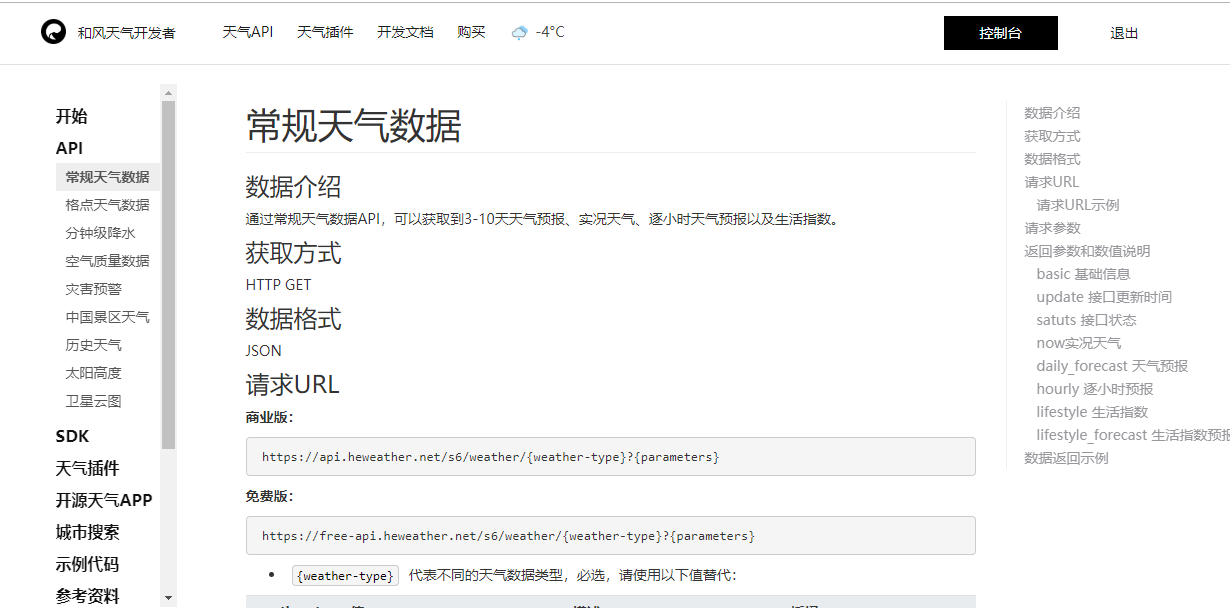 和风天气开发者 天气API 天气插件 开发文档 购买 -4°C 控制台 退出
开始
API
常规天气数据
格点天气数据
分钟级降水
空气质量数据
灾害预警
中国景区天气
历史天气
太阳高度
卫星云图
SDK
天气插件
开源天气APP
城市搜索
示例代码
参考资料
常规天气数据
数据介绍
通过常规天气数据API，可以获取到3-10天天气预报、实况天气、逐小时天气预报以及生活指数。
获取方式
HTTP GET
数据格式
JSON
请求URL
商业版：
https://api.heweather.net/s6/weather/{weather-type}?{parameters}
免费版：
https://free-api.heweather.net/s6/weather/{weather-type}?{parameters}
• {weather-type} 代表不同的天气数据类型，必选，请使用以下值替代：
数据介绍
获取方式
数据格式
请求URL
请求URL示例
请求参数
返回参数和数值说明
basic 基础信息
update 接口更新时间
satuts 接口状态
now实况天气
daily_forecast 天气预报
hourly 逐小时预报
lifestyle 生活指数
lifestyle_forecast 生活指数预报
数据返回示例